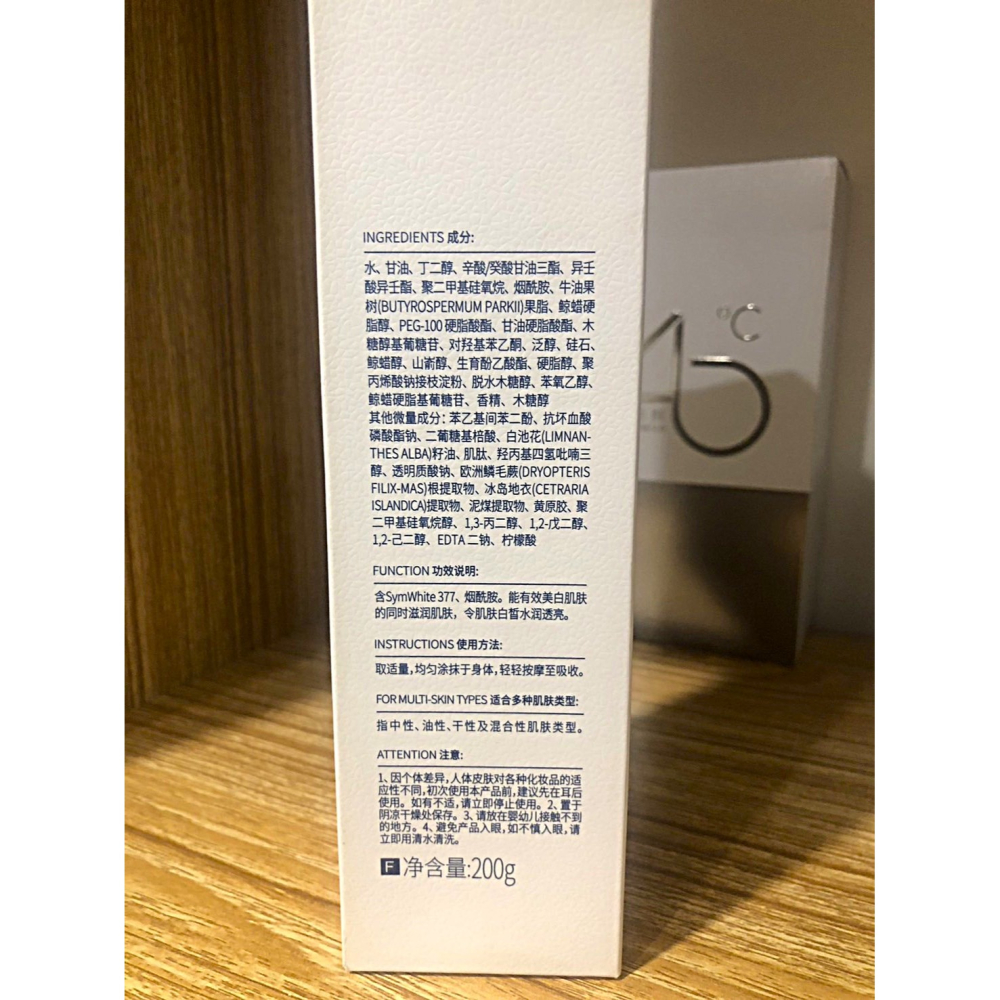 INGREDIENTS 成分:
水、甘油、丁二醇、辛酸/癸酸甘油三酯、异壬
酸异壬酯、聚二甲基硅氧烷、烟酰胺、牛油果
树(BUTYROSPERMUM PARKII)果脂、鲸蜡硬
脂醇、PEG-100 硬脂酸酯、甘油硬脂酸酯、木
糖醇基葡糖苷、对羟基苯乙酮、泛醇、硅石、
鲸蜡醇、山嵛醇、生育酚乙酸酯、硬脂醇、聚
丙烯酸钠接枝淀粉、脱水木糖醇、苯氧乙醇、
鲸蜡硬脂基葡糖苷、香精、木糖醇
其他微量成分：苯乙基间苯二酚、抗坏血酸
磷酸酯钠、二葡糖基棓酸、白池花(LIMNAN-
THES ALBA)籽油、肌肽、羟丙基四氢吡喃三
醇、透明质酸钠、欧洲鳞毛蕨(DRYOPTERIS
FILIX-MAS)根提取物、冰岛地衣(CETRARIA
ISLANDICA)提取物、泥煤提取物、黄原胶、聚
二甲基硅氧烷醇、1,3-丙二醇、1,2-戊二醇、
1,2-己二醇、EDTA 二钠、柠檬酸
FUNCTION 功效说明:
含SymWhite 377、烟酰胺。能有效美白肌肤
的同时滋润肌肤，令肌肤白皙水润透亮。
INSTRUCTIONS 使用方法:
取适量，均匀涂抹于身体，轻轻按摩至吸收。
FOR MULTI-SKIN TYPES 适合多种肌肤类型:
指中性、油性、干性及混合性肌肤类型。
ATTENTION 注意:
1、因个体差异，人体皮肤对各种化妆品的适
应性不同，初次使用本产品前，建议先在耳后
使用。如有不适，请立即停止使用。2、置于
阴凉干燥处保存。3、请放在婴幼儿接触不到
的地方。4、避免产品入眼，如不慎入眼，请
立即用清水清洗。
F 净含量:200g
°C